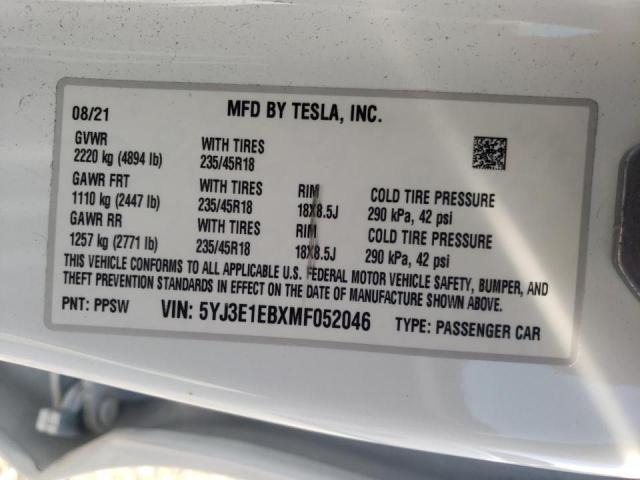 08/21 MFD BY TESLA, INC.
GVWR WITH TIRES
2220 kg (4894 lb) 235/45R18
GAWR FRT WITH TIRES RIM COLD TIRE PRESSURE
1110 kg (2447 lb) 235/45R18 18X8.5J 290 kPa, 42 psi
GAWR RR WITH TIRES RIM COLD TIRE PRESSURE
1257 kg (2771 lb) 235/45R18 18X8.5J 290 kPa, 42 psi
THIS VEHICLE CONFORMS TO ALL APPLICABLE U.S. FEDERAL MOTOR VEHICLE SAFETY, BUMPER, AND
THEFT PREVENTION STANDARDS IN EFFECT ON THE DATE OF MANUFACTURE SHOWN ABOVE.
PNT: PPSW VIN: 5YJ3E1EBXMF052046 TYPE: PASSENGER CAR